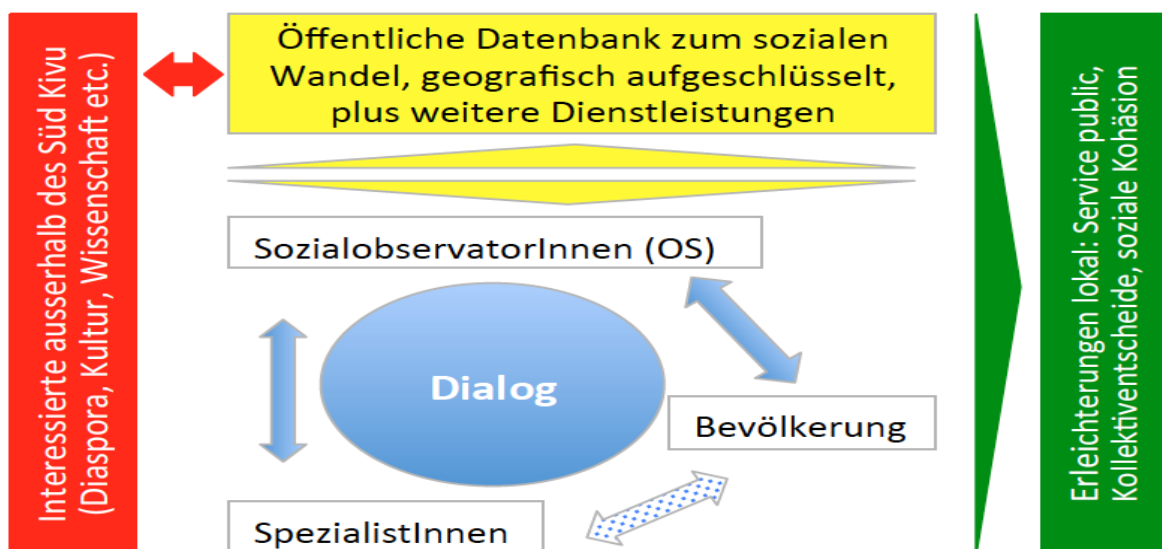 Interessierte ausserhalb des Süd Kivu
(Diaspora, Kultur, Wissenschaft etc.)
Öffentliche Datenbank zum sozialen
Wandel, geografisch aufgeschlüsselt,
plus weitere Dienstleistungen
SozialobservatorInnen (OS)
Dialog
Bevölkerung
SpezialistInnen
Erleichterungen lokal: Service public,
Kollektiventscheide, soziale Kohäsion